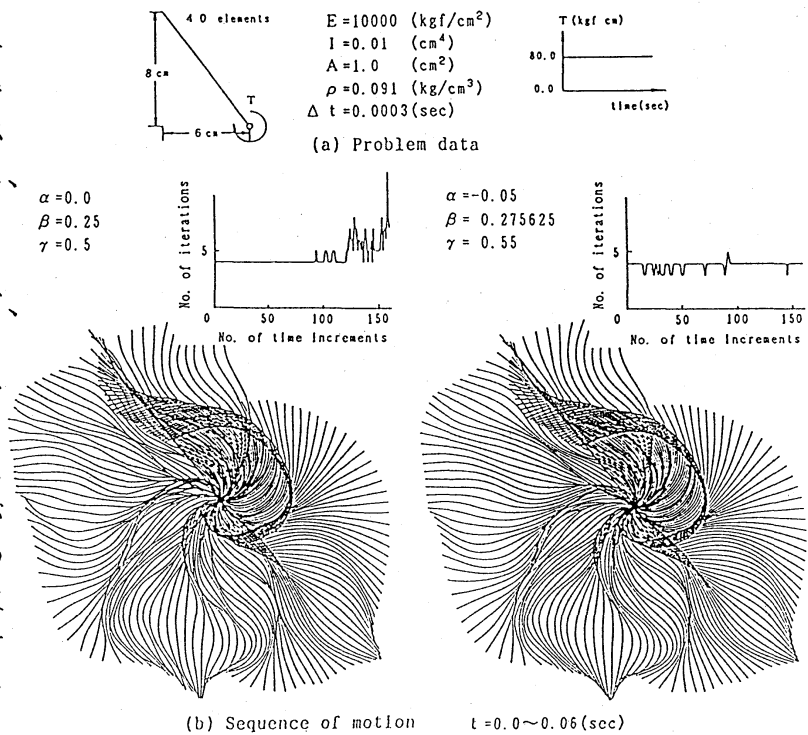 40 elements
8 cm
6 cm
T
E=10000 (kgf/cm²)
I=0.01 (cm⁴)
A=1.0 (cm²)
ρ=0.091 (kg/cm³)
Δ t=0.0003(sec)
T (kgf cm)
80.0
0.0
time(sec)
(a) Problem data
α=0.0
β=0.25
γ=0.5
No. of iterations
5
0 50 100 150
No. of time Increments
α=-0.05
β= 0.275625
γ= 0.55
No. of iterations
5
0 50 100 150
No. of time Increments
(b) Sequence of motion t=0.0~0.06(sec)